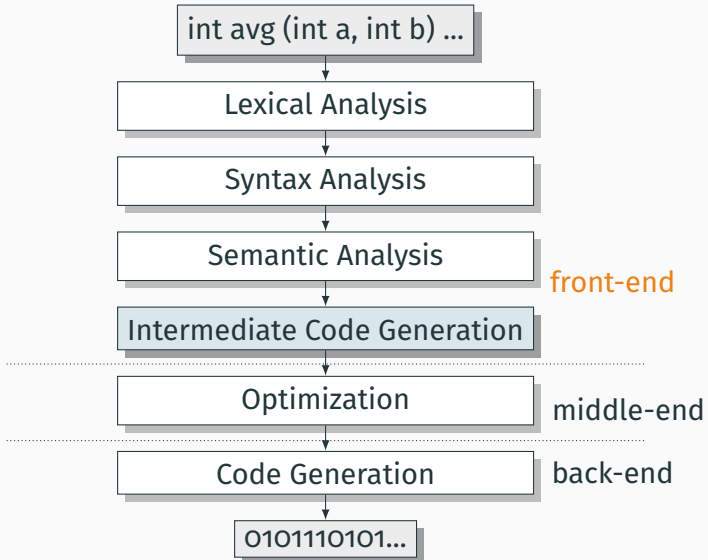 int avg (int a, int b) ...
Lexical Analysis
Syntax Analysis
Semantic Analysis
front-end
Intermediate Code Generation
Optimization
middle-end
Code Generation
back-end
0101110101...